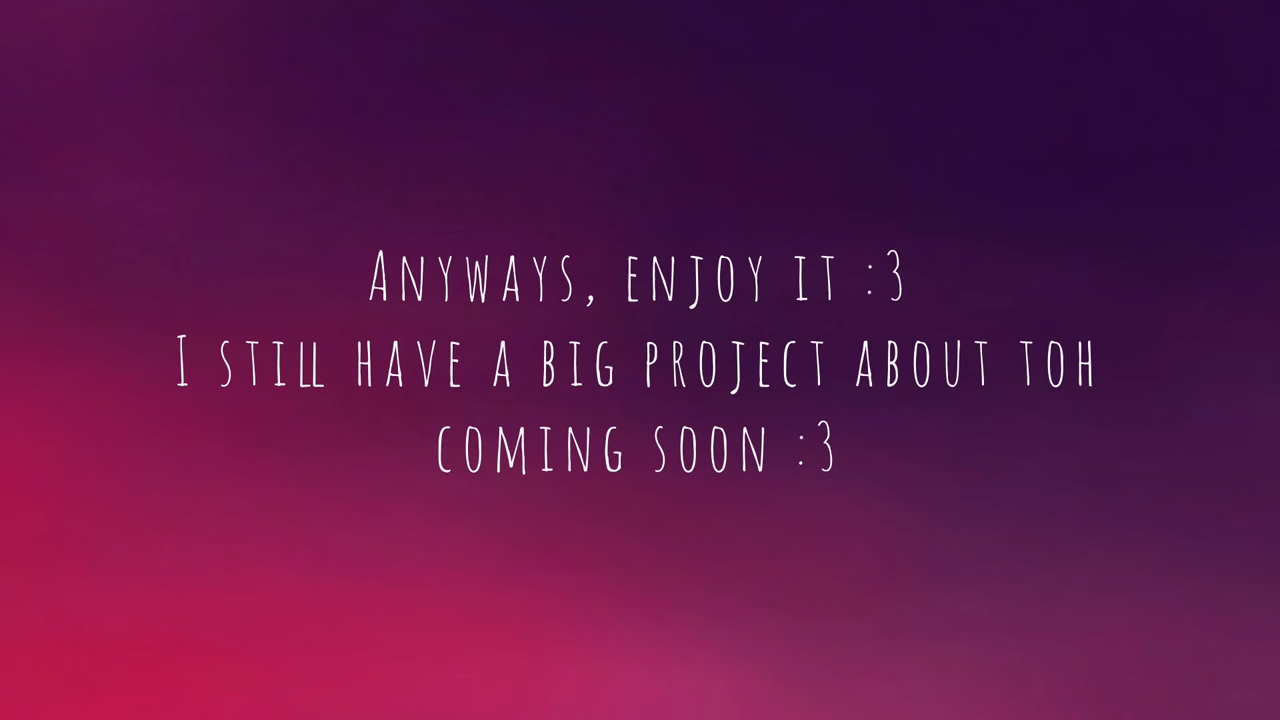 Anyways, enjoy it :3
I still have a big project about TOH
coming soon :3